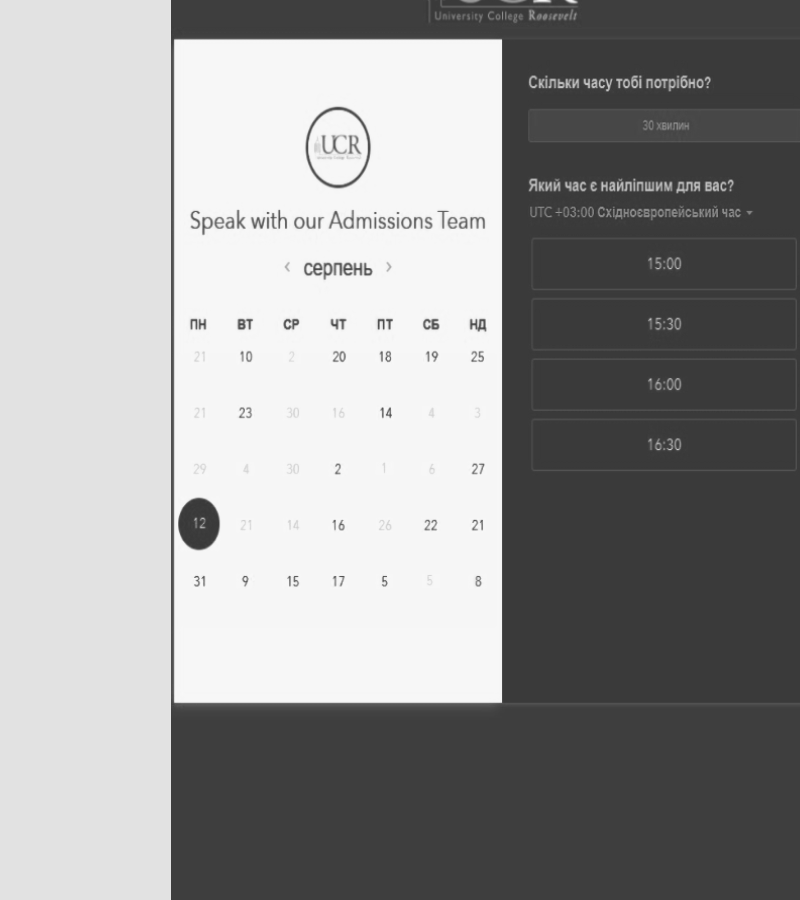 University College Roosevelt
UCR
Speak with our Admissions Team
‹ серпень ›
ПН ВТ СР ЧТ ПТ СБ НД
21 10 2 20 18 19 25
21 23 30 16 14 4 3
29 4 30 2 1 6 27
12 21 14 16 26 22 21
31 9 15 17 5 5 8
Скільки часу тобі потрібно?
30 хвилин
Який час є найліпшим для вас?
UTC +03:00 Східноєвропейський час
15:00
15:30
16:00
16:30